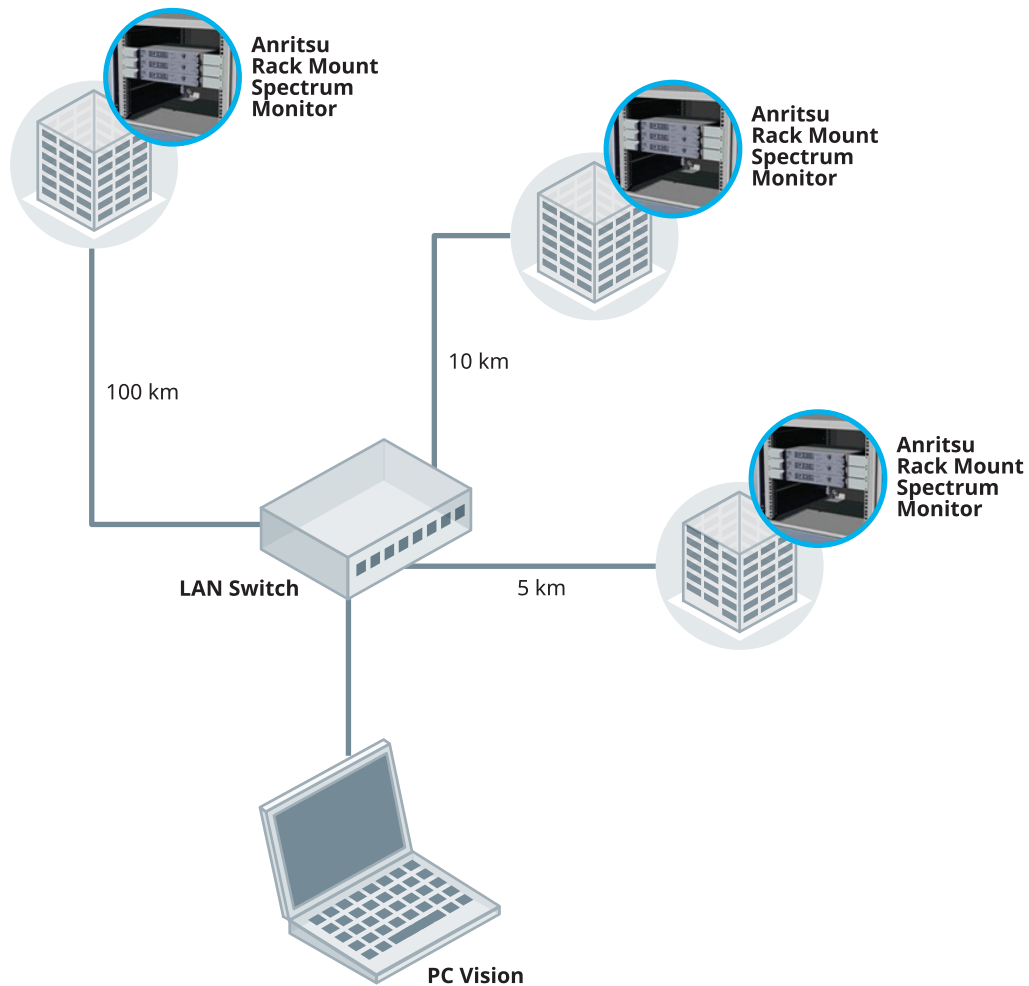 Anritsu
Rack Mount
Spectrum
Monitor
Anritsu
Rack Mount
Spectrum
Monitor
10 km
100 km
Anritsu
Rack Mount
Spectrum
Monitor
LAN Switch
5 km
PC Vision